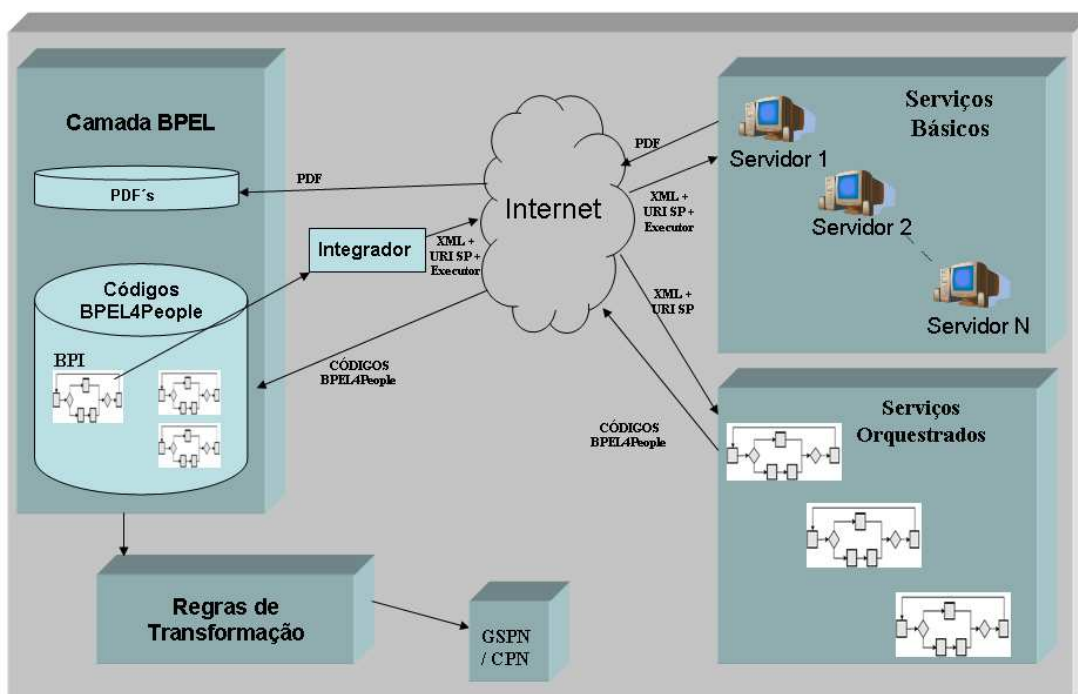 Camada BPEL
PDF´s
PDF
Integrador
XML +
URI SP +
Executor
Códigos
BPEL4People
BPI
CÓDIGOS
BPEL4People
Internet
PDF
XML +
URI SP +
Executor
Serviços
Básicos
Servidor 1
Servidor 2
Servidor N
XML +
URI SP
CÓDIGOS
BPEL4People
Serviços
Orquestrados
Regras de
Transformação
GSPN
/ CPN